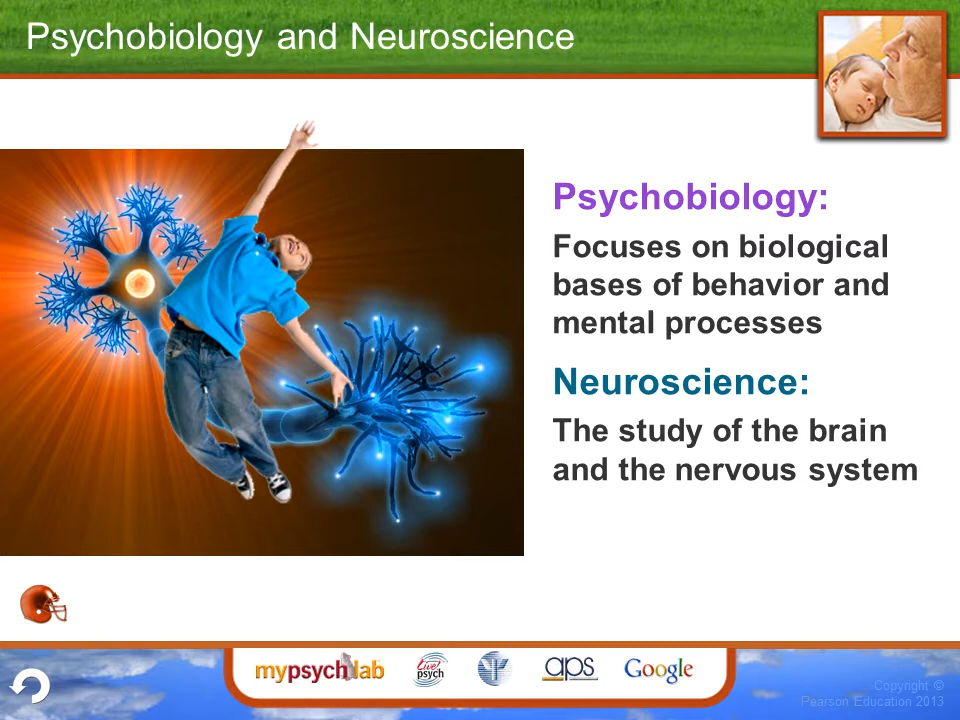 Psychobiology and Neuroscience
Psychobiology:
Focuses on biological
bases of behavior and
mental processes
Neuroscience:
The study of the brain
and the nervous system
mypsychlab
Live!
psych
aps
Google
Copyright ©
Pearson Education 2013